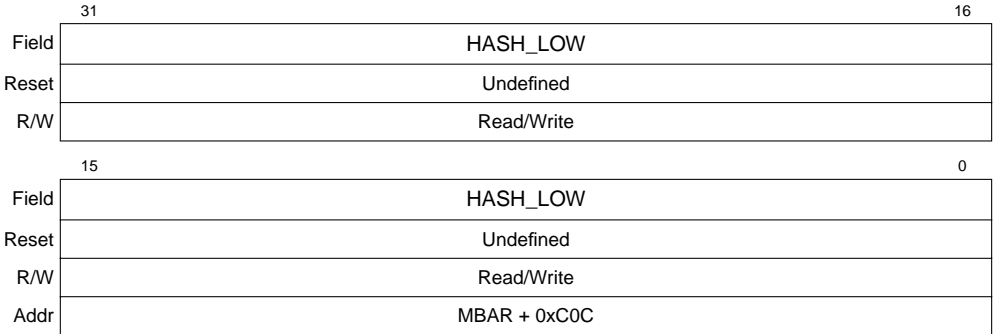 31 16
Field HASH_LOW
Reset Undefined
R/W Read/Write
15 0
Field HASH_LOW
Reset Undefined
R/W Read/Write
Addr MBAR + 0xC0C